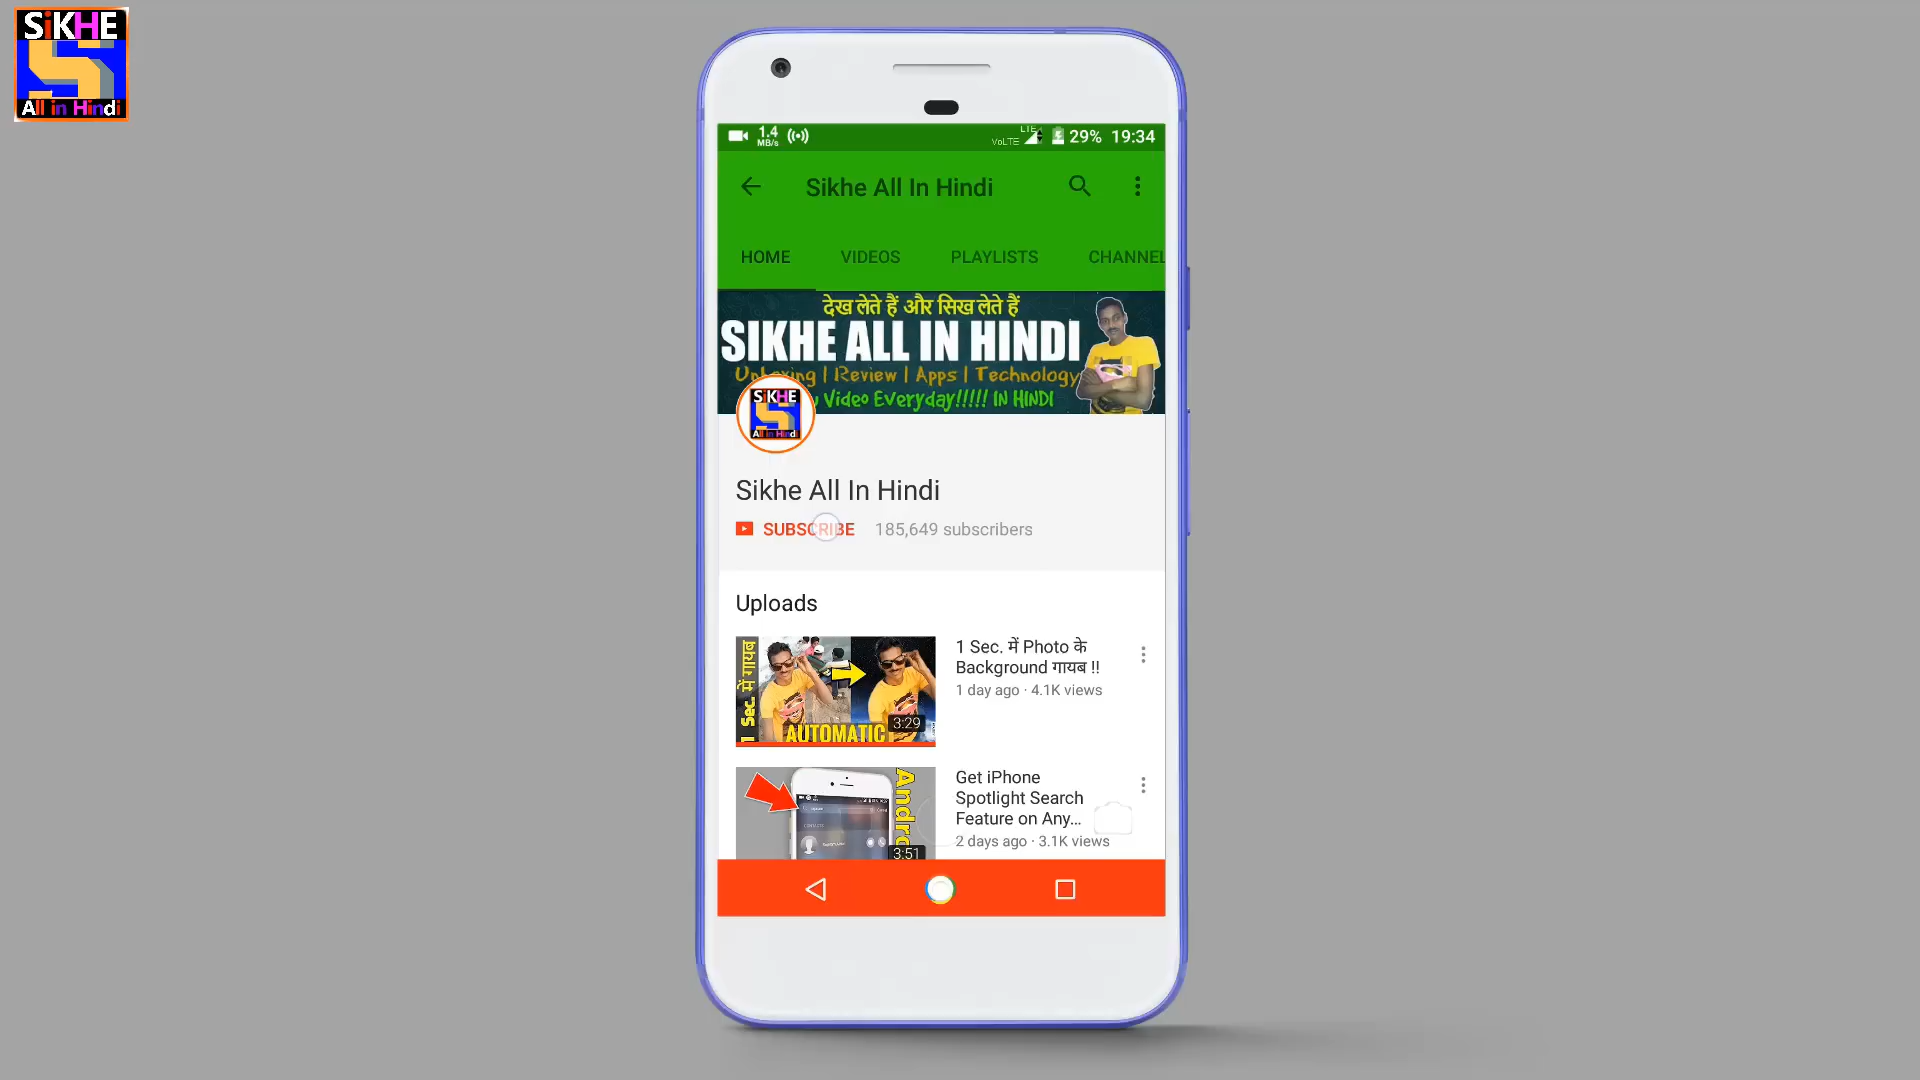 SiKHE
All in Hindi
1.4
MB/s
VoLTE
LTE
29% 19:34
Sikhe All In Hindi
HOME VIDEOS PLAYLISTS CHANNEL
देख लेते हैं और सिख लेते हैं
SIKHE ALL IN HINDI
Unboxing | Review | Apps | Technology
Video Everyday!!!!! IN HINDI
SiKHE
All in Hindi
Sikhe All In Hindi
SUBSCRIBE 185,649 subscribers
Uploads
1 Sec. में गायब
AUTOMATIC
3:29
1 Sec. में Photo के
Background गायब !!
1 day ago · 4.1K views
Andro
3:51
Get iPhone
Spotlight Search
Feature on Any...
2 days ago · 3.1K views